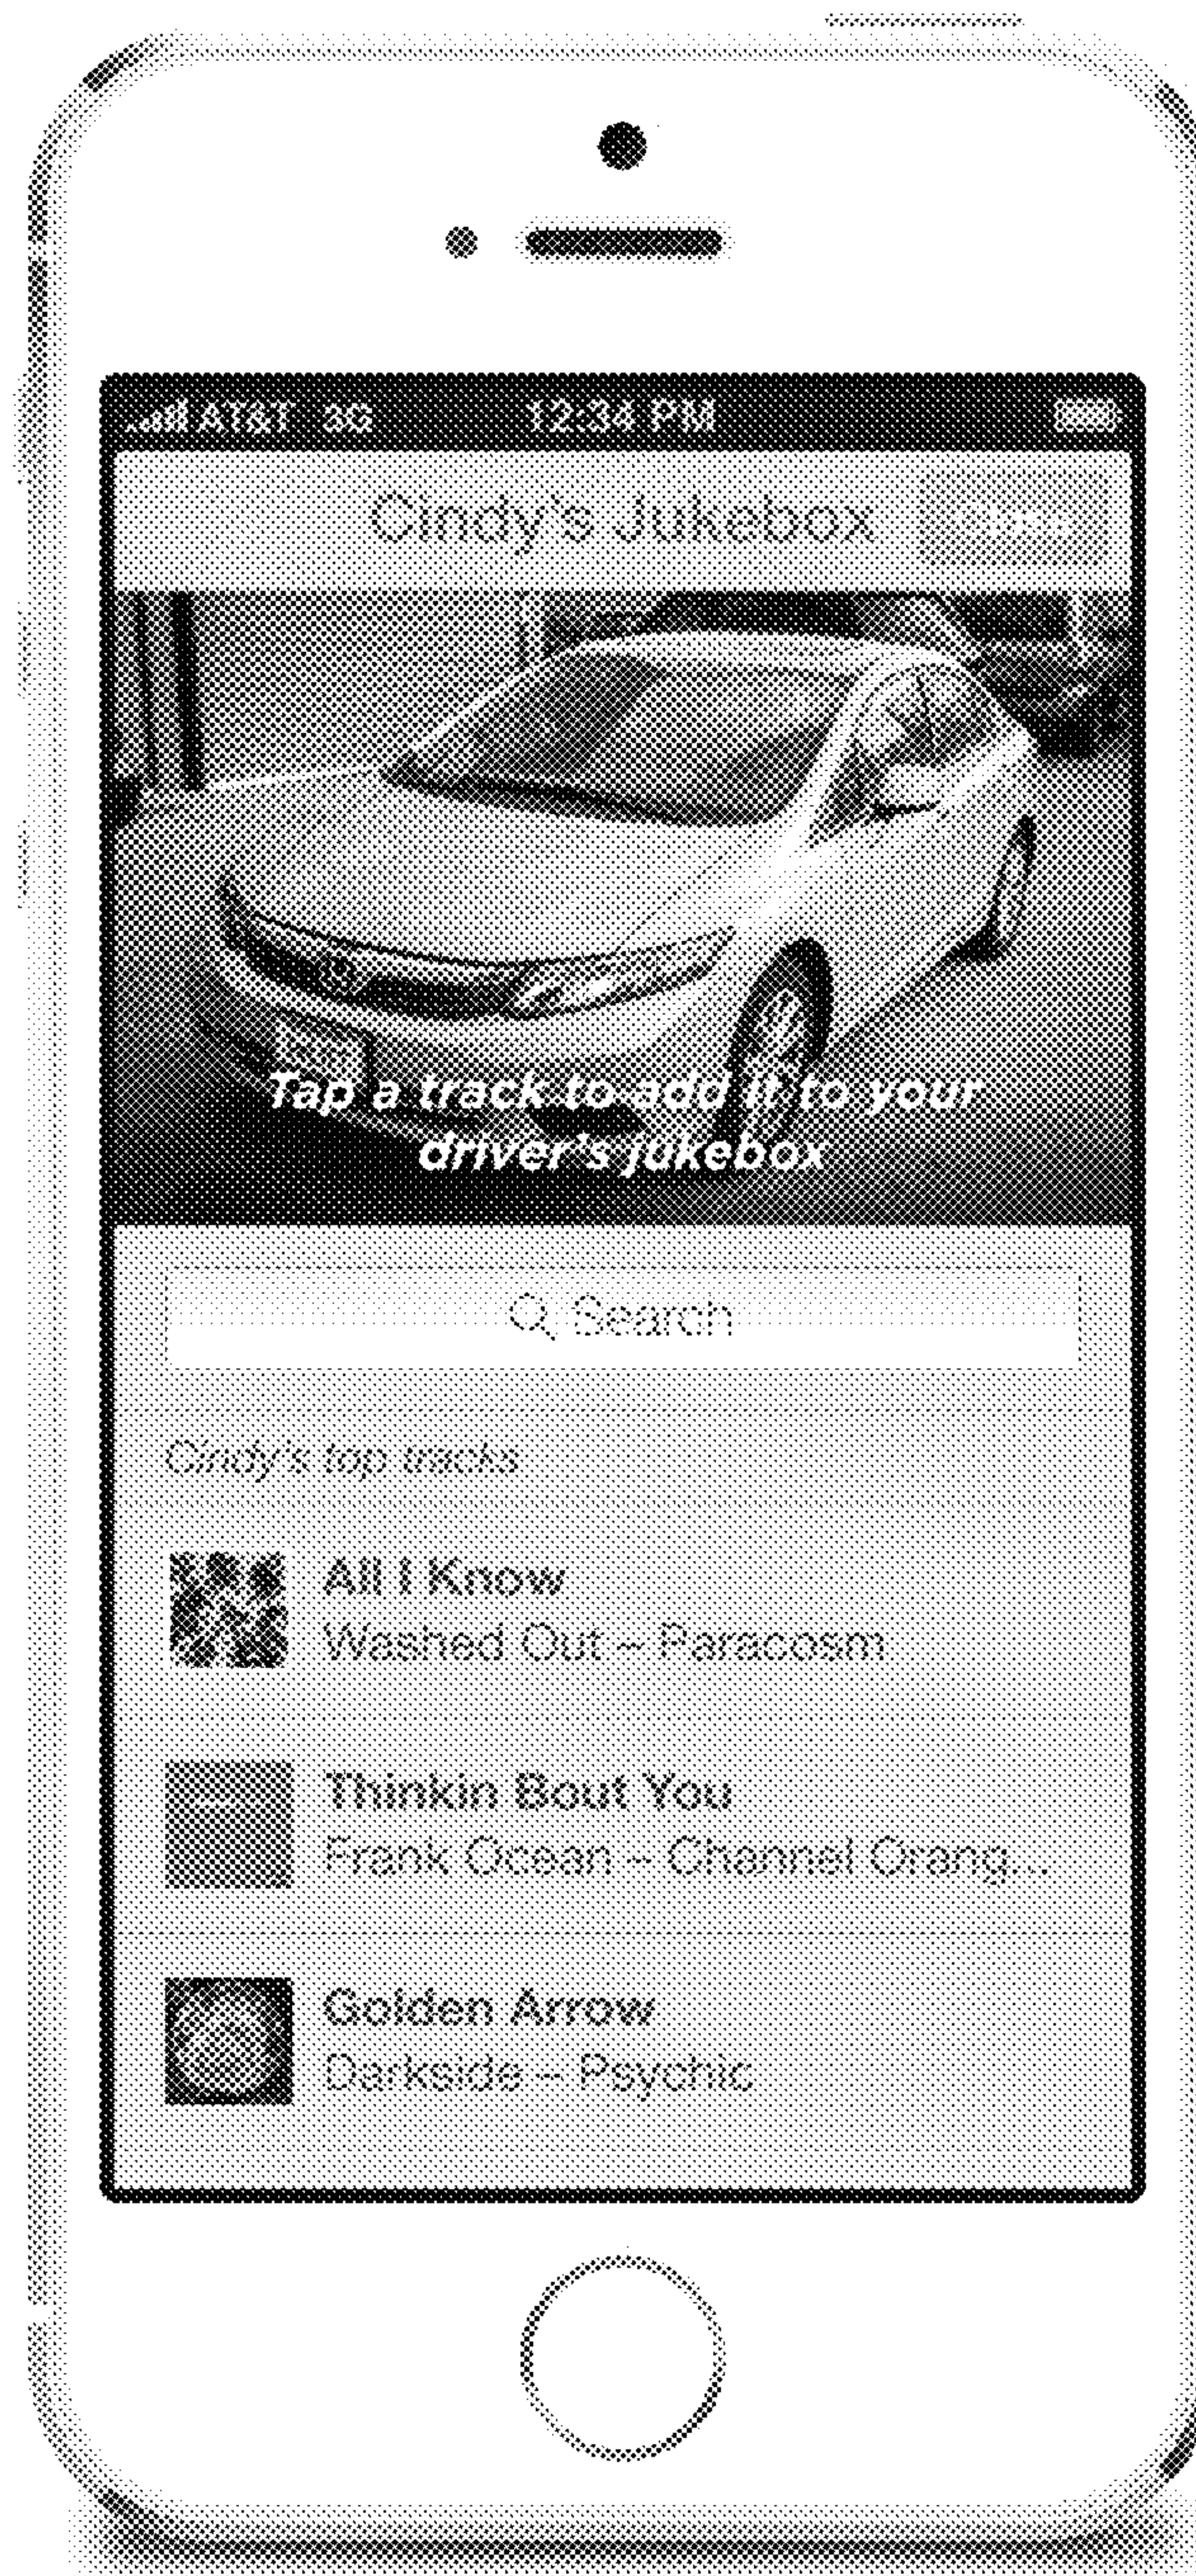 AT&T 3G 12:34 PM
Cindy's Jukebox
Tap a track to add it to your
driver's jukebox
Search
Cindy's top tracks
All I Know
Washed Out – Paracosm
Thinkin Bout You
Frank Ocean – Channel Orang...
Golden Arrow
Darkside – Psychic